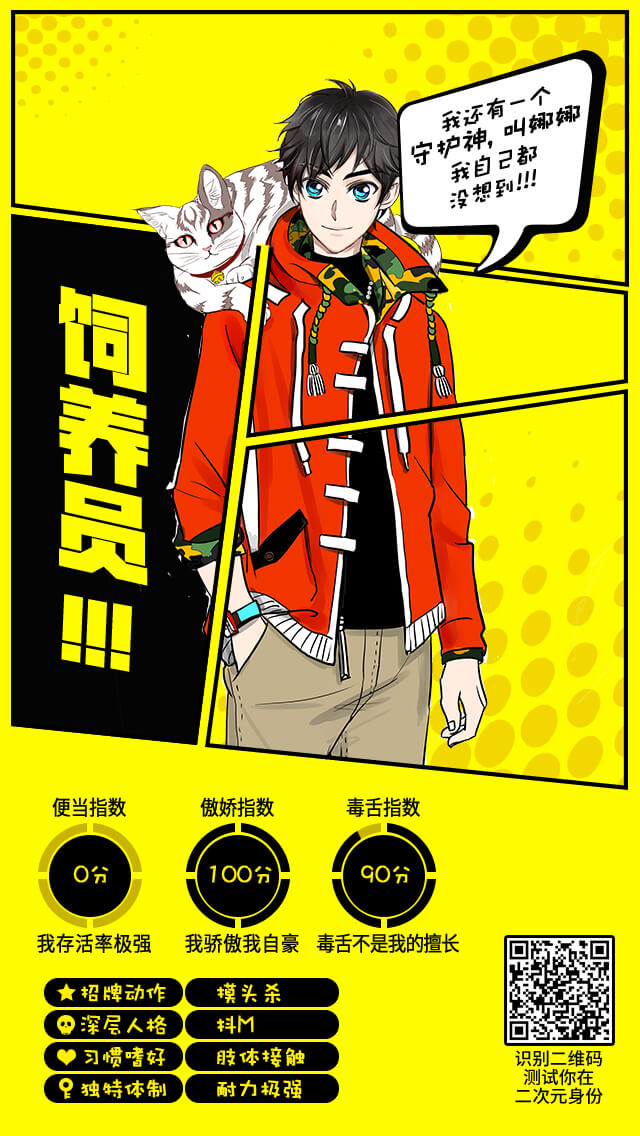 我还有一个
守护神，叫娜娜
我自己都
没想到!!!
饲养员!!!
便当指数
傲娇指数
毒舌指数
0分
100分
90分
我存活率极强
我骄傲我自豪
毒舌不是我的擅长
招牌动作 摸头杀
深层人格 抖M
习惯嗜好 肢体接触
独特体制 耐力极强
识别二维码
测试你在
二次元身份